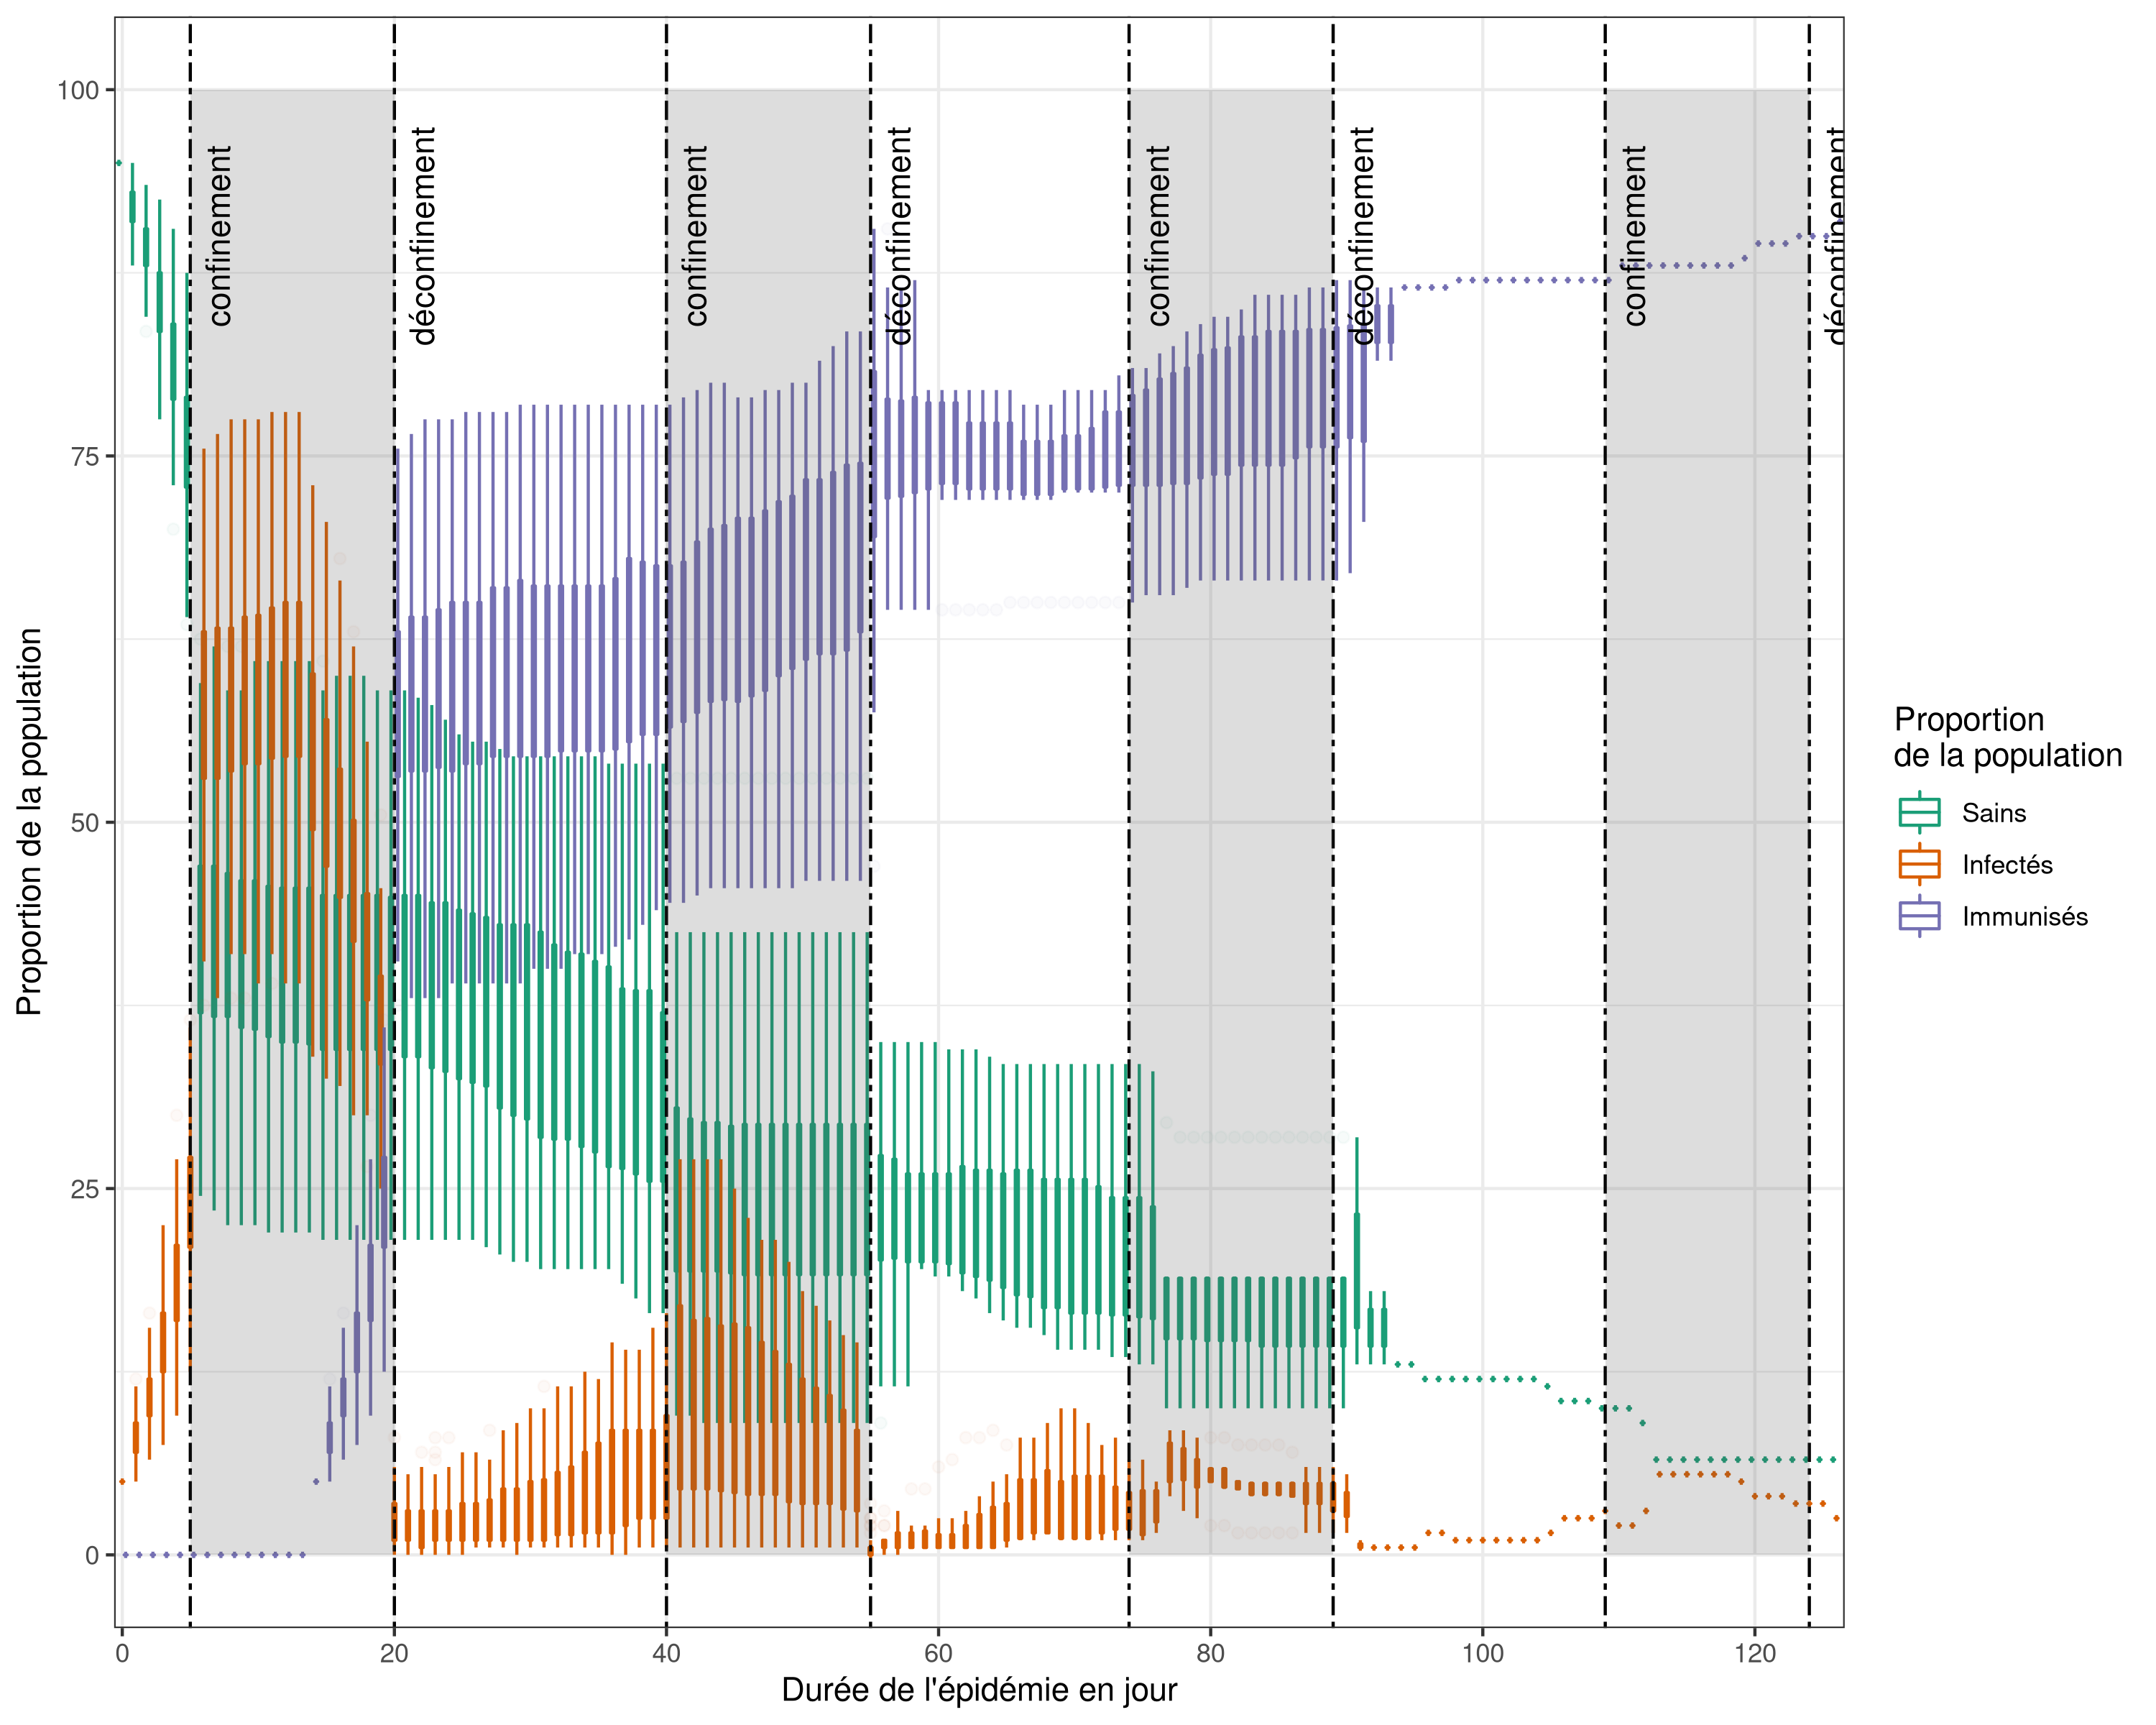 100
75
50
25
0
Proportion de la population
confinement
déconfinement
confinement
déconfinement
confinement
déconfinement
confinement
déconfinement
0
20
40
60
80
100
120
Durée de l'épidémie en jour
Proportion
de la population
Sains
Infectés
Immunisés